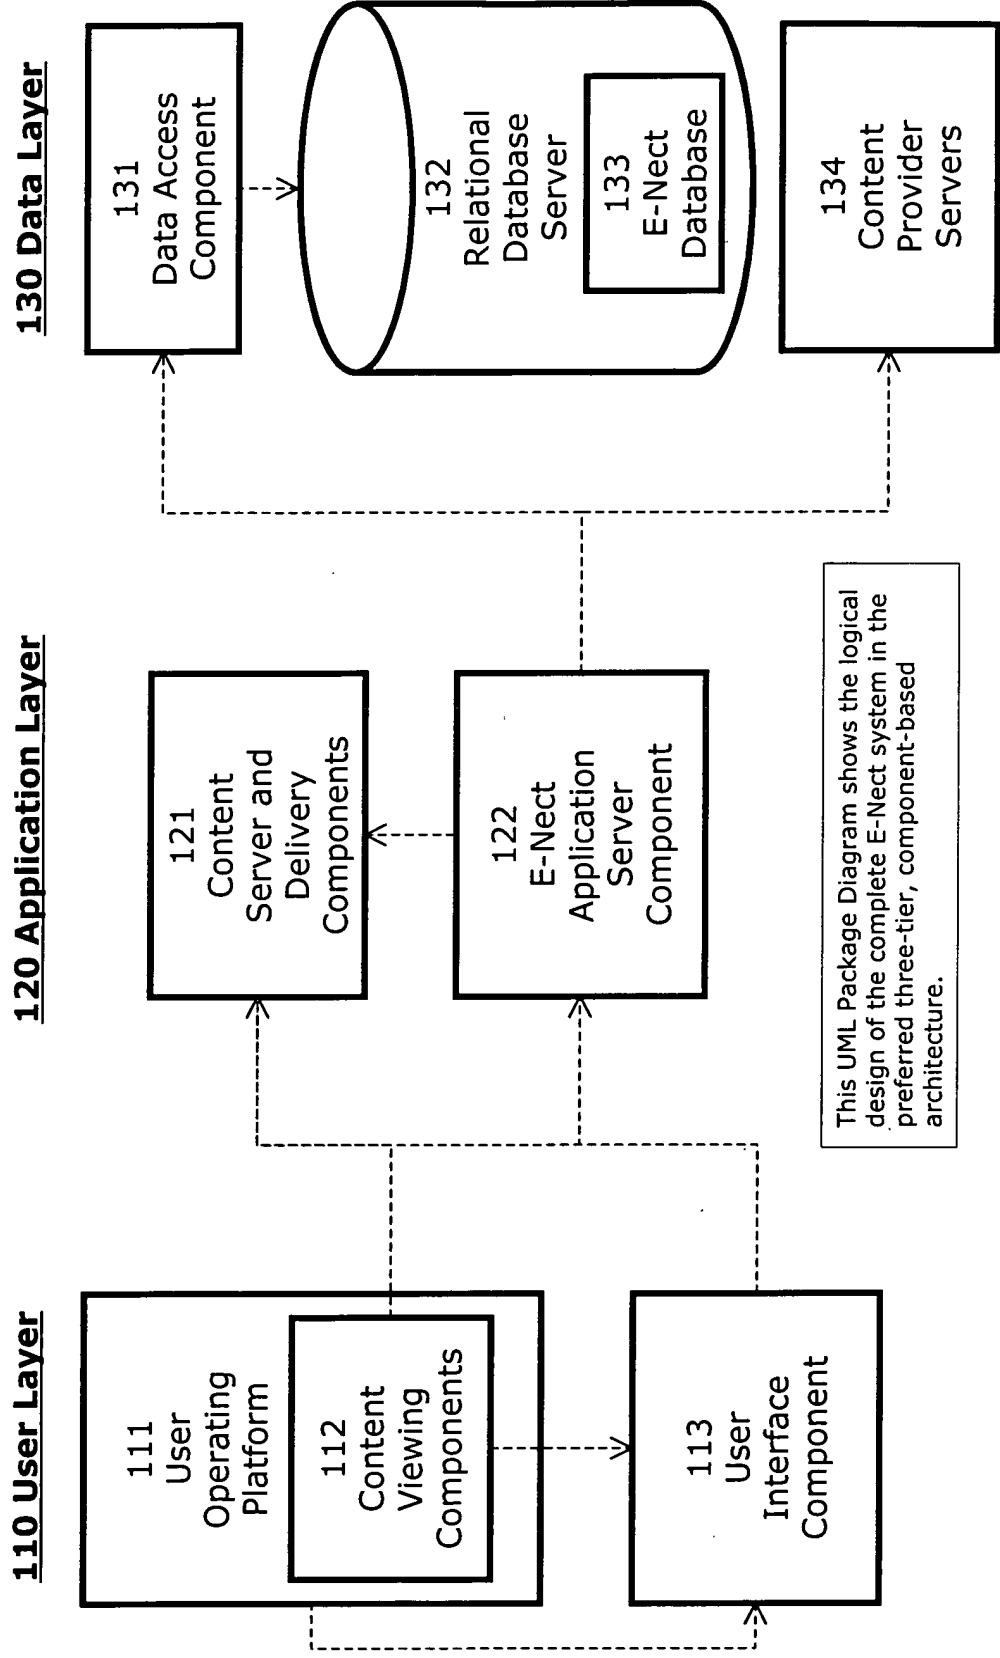 110 User Layer
111
User
Operating
Platform
112
Content
Viewing
Components
113
User
Interface
Component
120 Application Layer
121
Content
Server and
Delivery
Components
122
E-Nect
Application
Server
Component
This UML Package Diagram shows the logical
design of the complete E-Nect system in the
preferred three-tier, component-based
architecture.
130 Data Layer
131
Data Access
Component
132
Relational
Database
Server
133
E-Nect
Database
134
Content
Provider
Servers